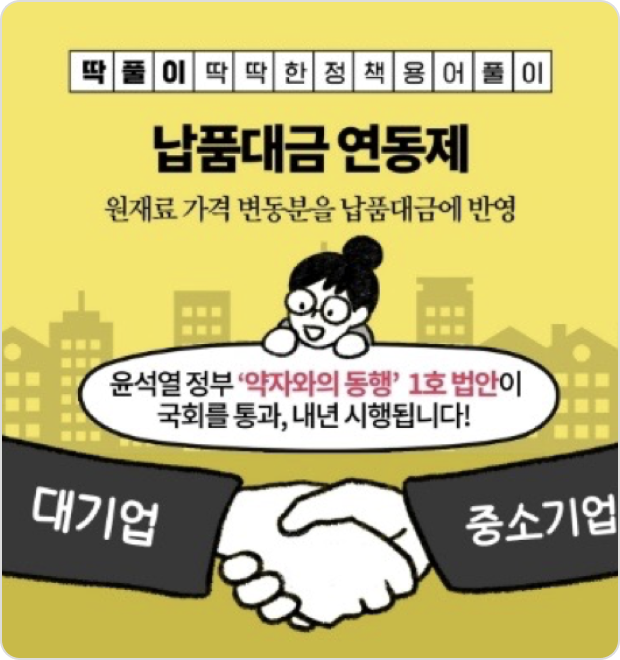 딱풀이딱딱한정책용어풀이
납품대금 연동제
원재료 가격 변동분을 납품대금에 반영
윤석열 정부 ‘약자와의 동행’ 1호 법안이
국회를 통과, 내년 시행됩니다!
대기업
중소기업